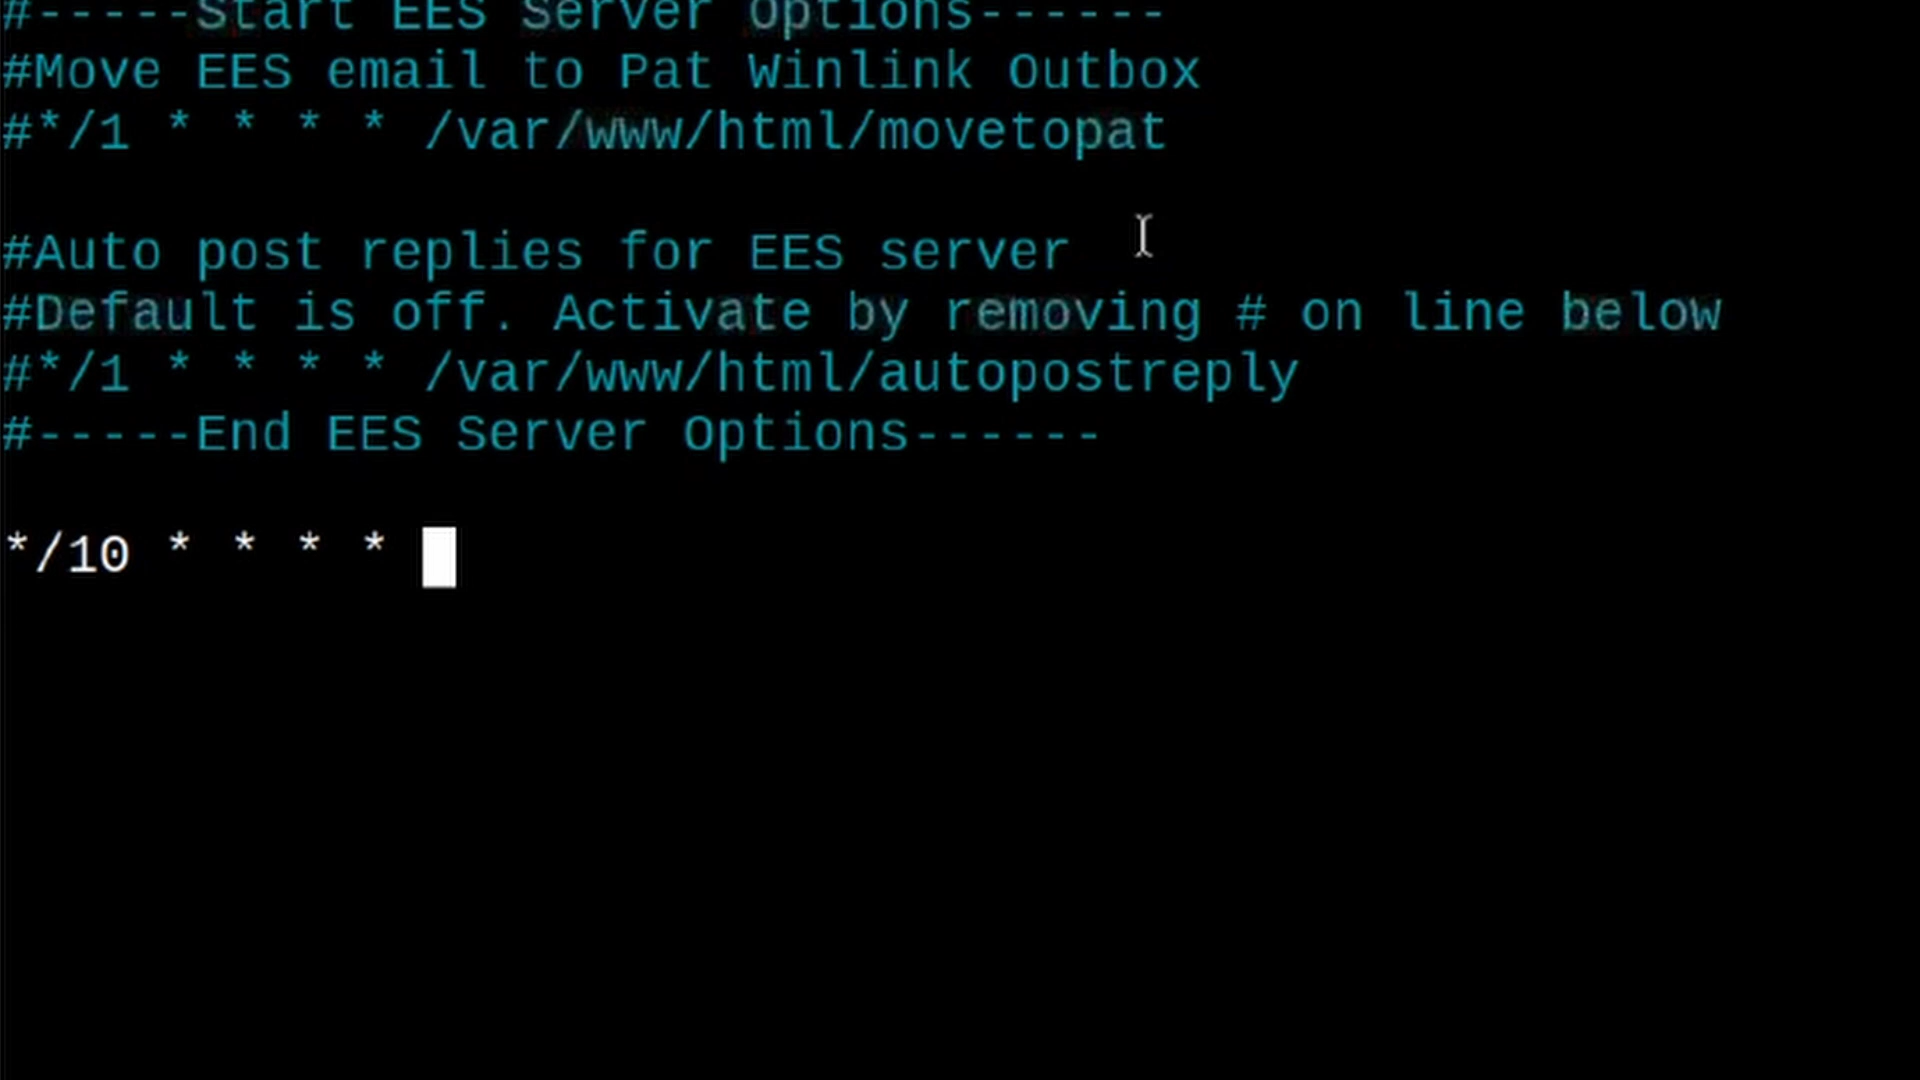 #-----Start EES Server Options------
#Move EES email to Pat Winlink Outbox
#*/1 * * * * /var/www/html/movetopat
#Auto post replies for EES server
#Default is off. Activate by removing # on line below
#*/1 * * * * /var/www/html/autopostreply
#-----End EES Server Options------
*/10 * * * *